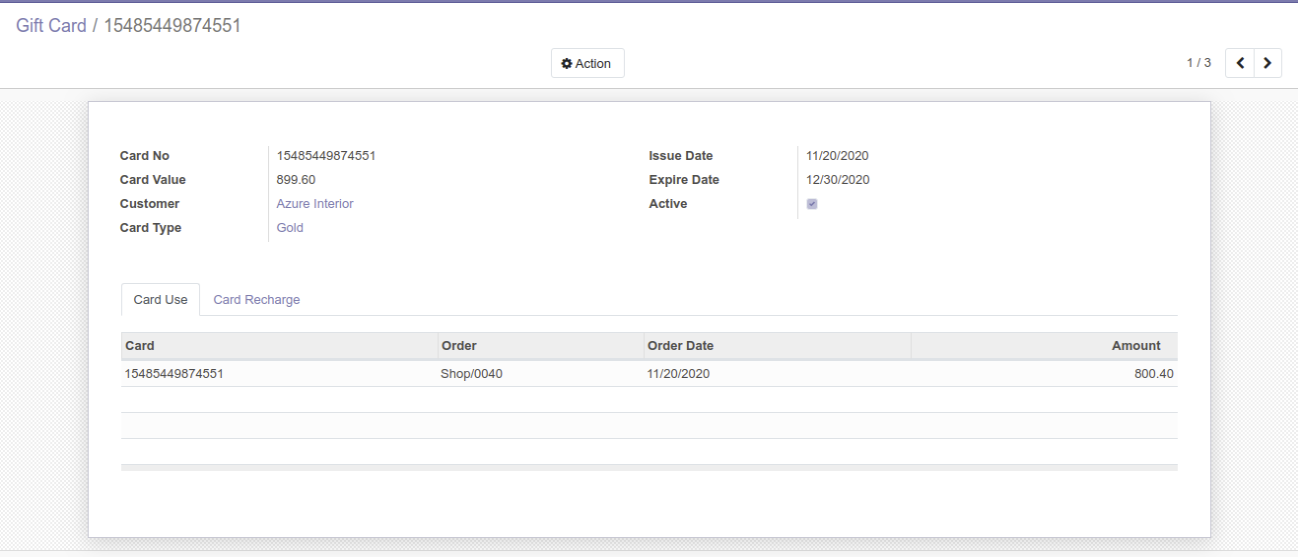 Gift Card / 15485449874551
Action
1 / 3
Card No 15485449874551 Issue Date 11/20/2020
Card Value 899.60 Expire Date 12/30/2020
Customer Azure Interior Active
Card Type Gold
Card Use Card Recharge
Card Order Order Date Amount
15485449874551 Shop/0040 11/20/2020 800.40